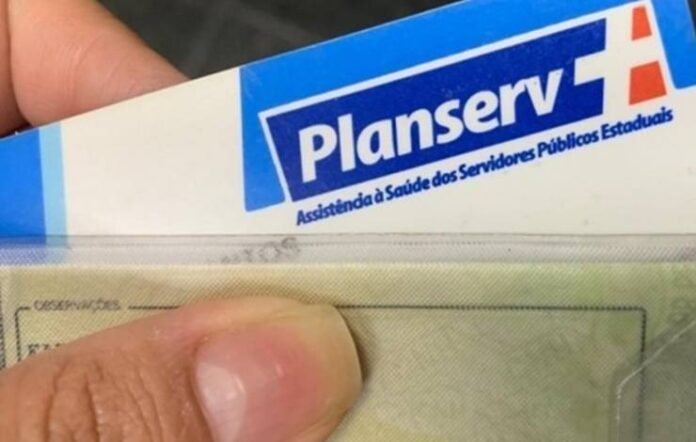 Planserv
Assistência à Saúde dos Servidores Públicos Estaduais
OBSERVAÇÕES